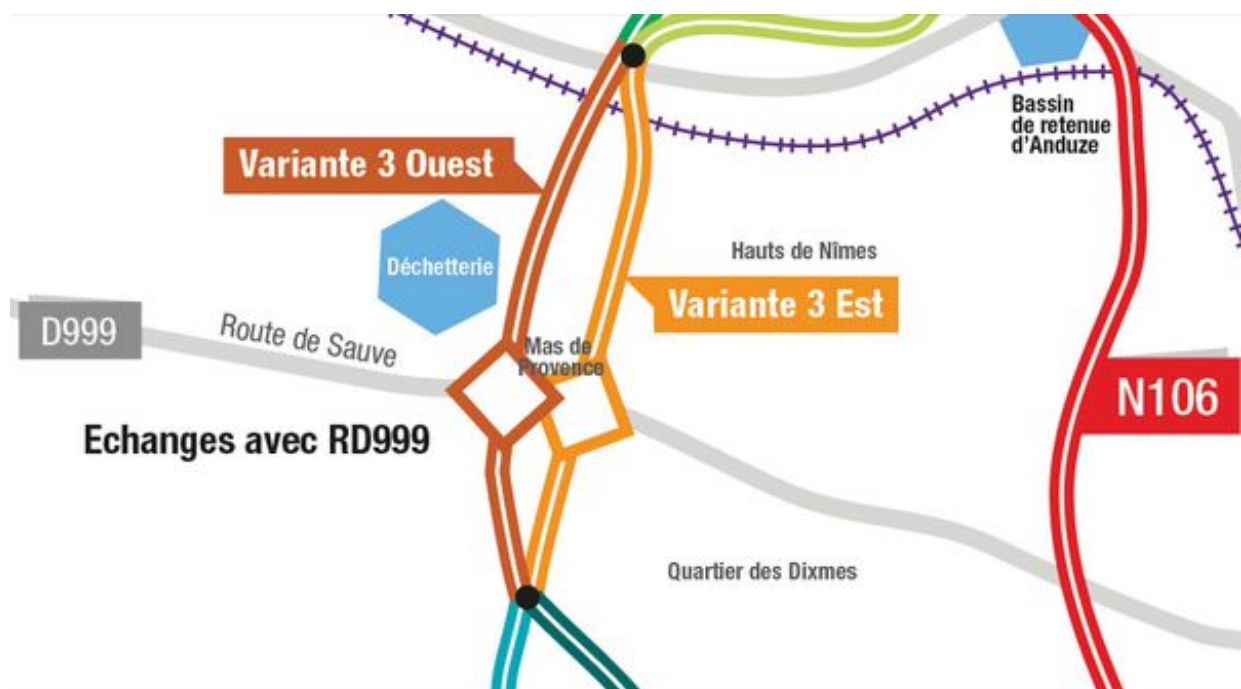 Bassin
de retenue
d'Anduze
Variante 3 Ouest
Hauts de Nîmes
Déchetterie
Variante 3 Est
D999
Route de Sauve
Mas de
Provence
N106
Echanges avec RD999
Quartier des Dixmes